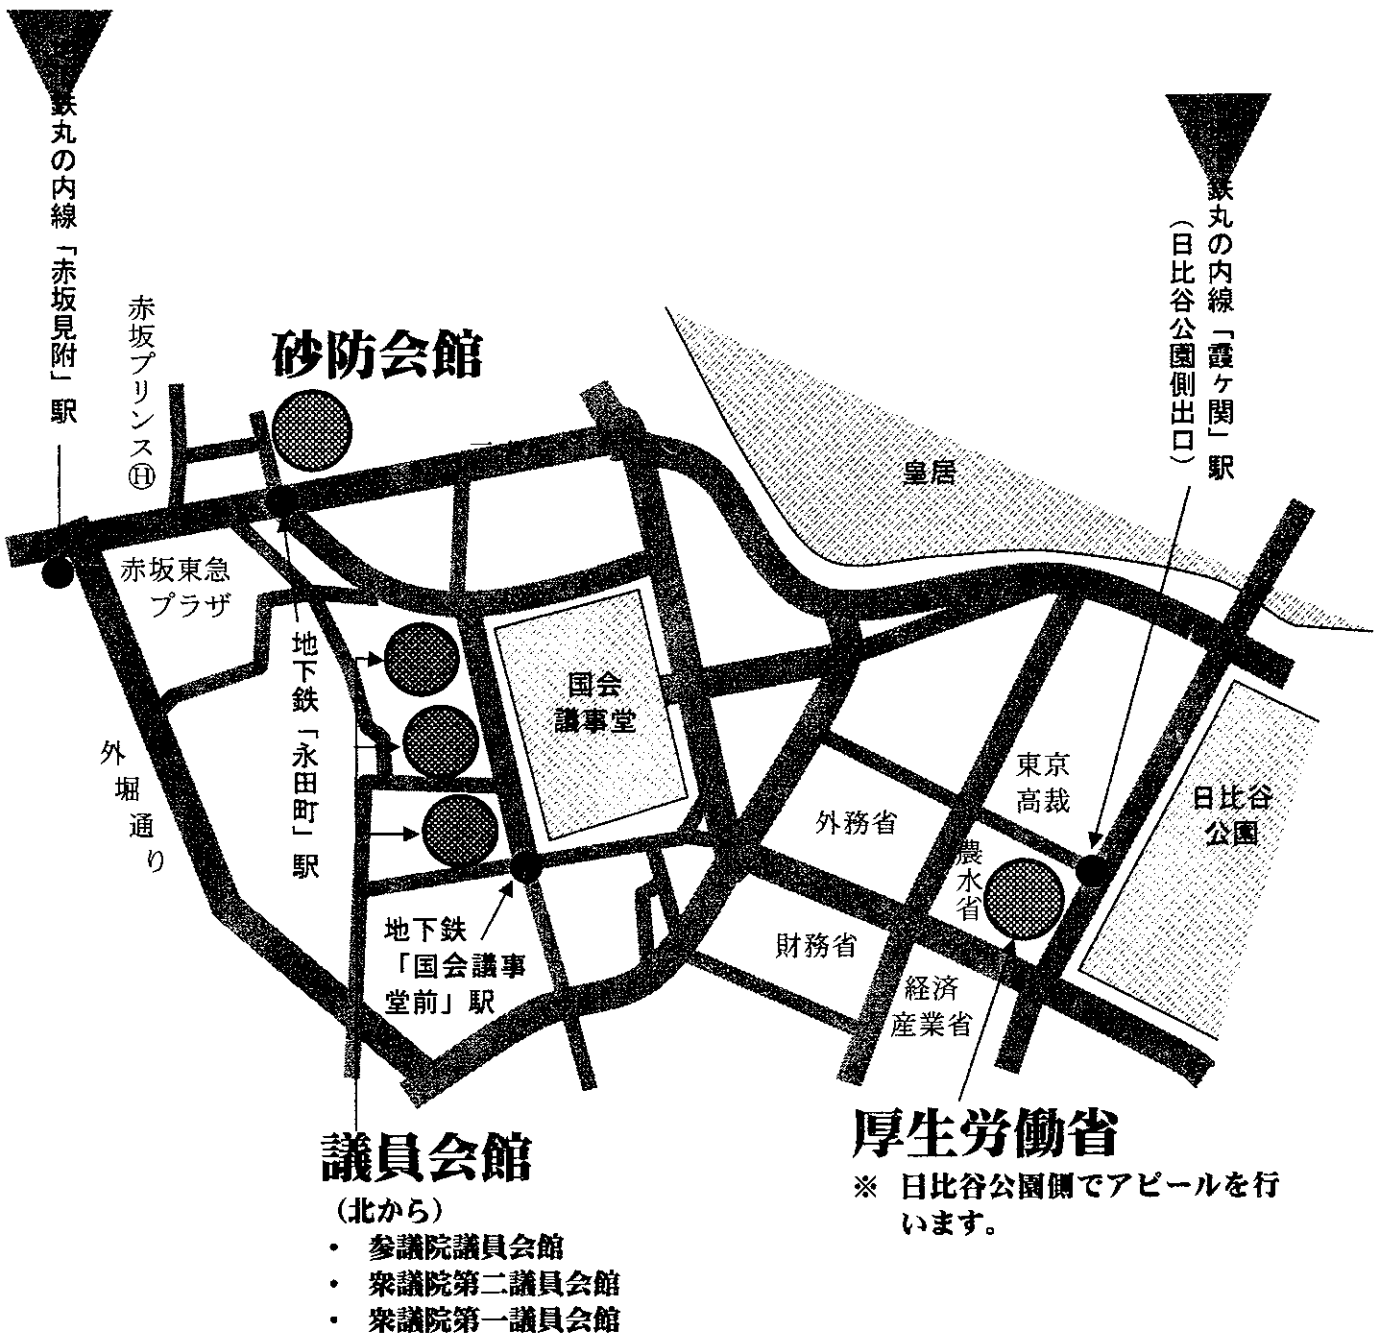 鉄丸の内線「赤坂見附」駅
鉄丸の内線「霞ヶ関」駅
（日比谷公園側出口）
赤坂プリンスⒽ
砂防会館
皇居
赤坂東急
プラザ
地下鉄「永田町」駅
国会
議事堂
外堀通り
東京
高裁
日比谷
公園
外務省
農水省
地下鉄
「国会議事
堂前」駅
財務省
経済
産業省
議員会館
（北から）
・ 参議院議員会館
・ 衆議院第二議員会館
・ 衆議院第一議員会館
厚生労働省
※ 日比谷公園側でアピールを行
います。